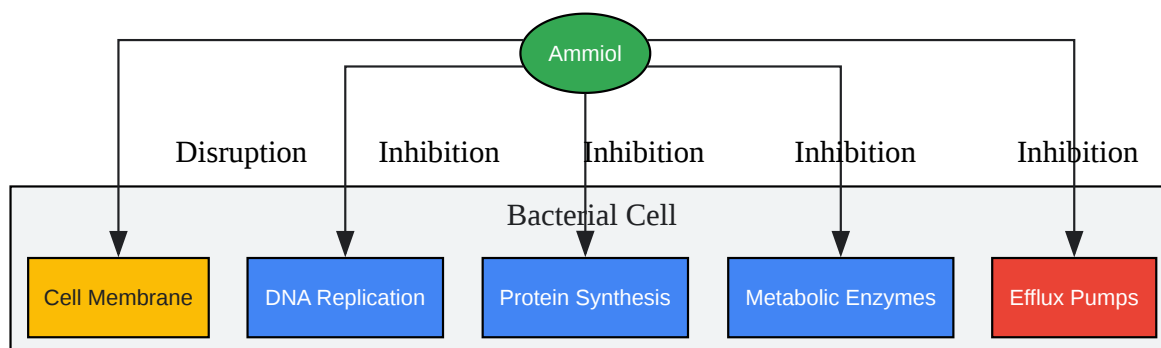 Ammiol
Disruption Inhibition Inhibition Inhibition Inhibition
Bacterial Cell
Cell Membrane
DNA Replication
Protein Synthesis
Metabolic Enzymes
Efflux Pumps